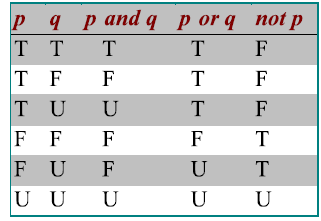 p q p and q p or q not p
T T T T F
T F F T F
T U U T F
F F F F T
F U F U T
U U U U U